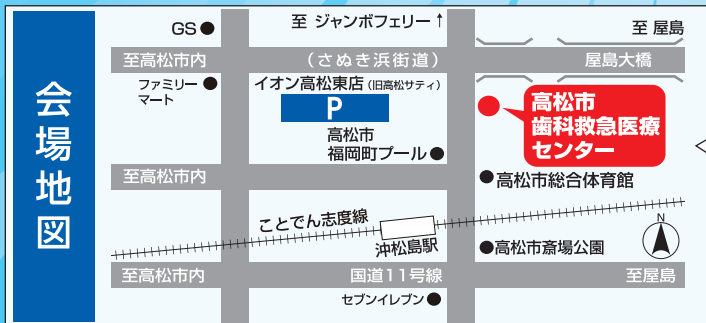 会場地図
GS
至 ジャンボフェリー↑
至 屋島
至高松市内
(さぬき浜街道)
屋島大橋
ファミリー
マート
イオン高松東店(旧高松サティ)
P
高松市
歯科救急医療
センター
高松市
福岡町プール
至高松市内
高松市総合体育館
ことでん志度線
沖松島駅
高松市斎場公園
N
至高松市内
国道11号線
至屋島
セブンイレブン